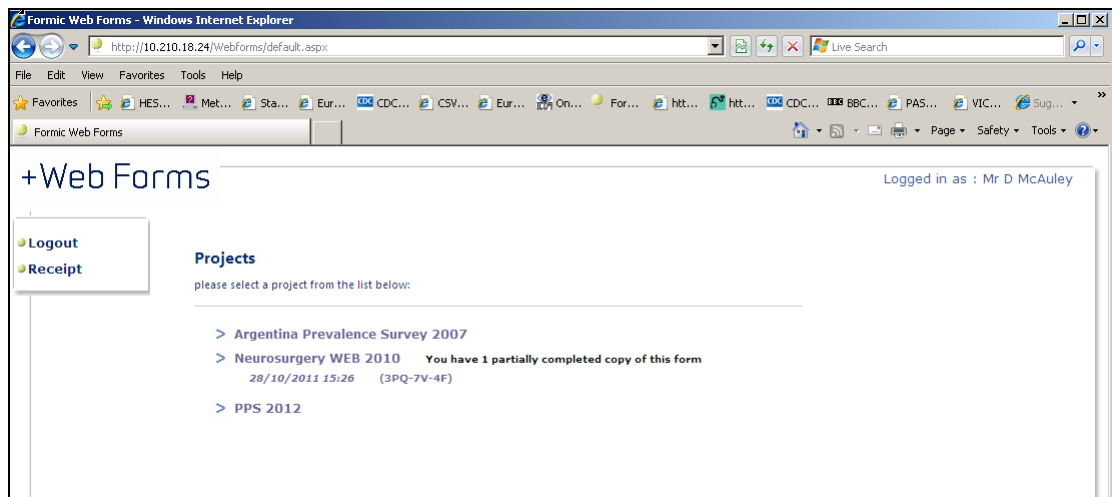 Formic Web Forms - Windows Internet Explorer
http://10.210.18.24/Webforms/default.aspx
Live Search
File Edit View Favorites Tools Help
Favorites HES... Met... Sta... Eur... CDC... CSV... Eur... On... For... htt... htt... CDC... BBC... PAS... VIC... Sug... »
Formic Web Forms Page Safety Tools
+Web Forms
Logged in as : Mr D McAuley
Logout
Receipt
Projects
please select a project from the list below:
> Argentina Prevalence Survey 2007
> Neurosurgery WEB 2010 You have 1 partially completed copy of this form
28/10/2011 15:26 (3PQ-7V-4F)
> PPS 2012